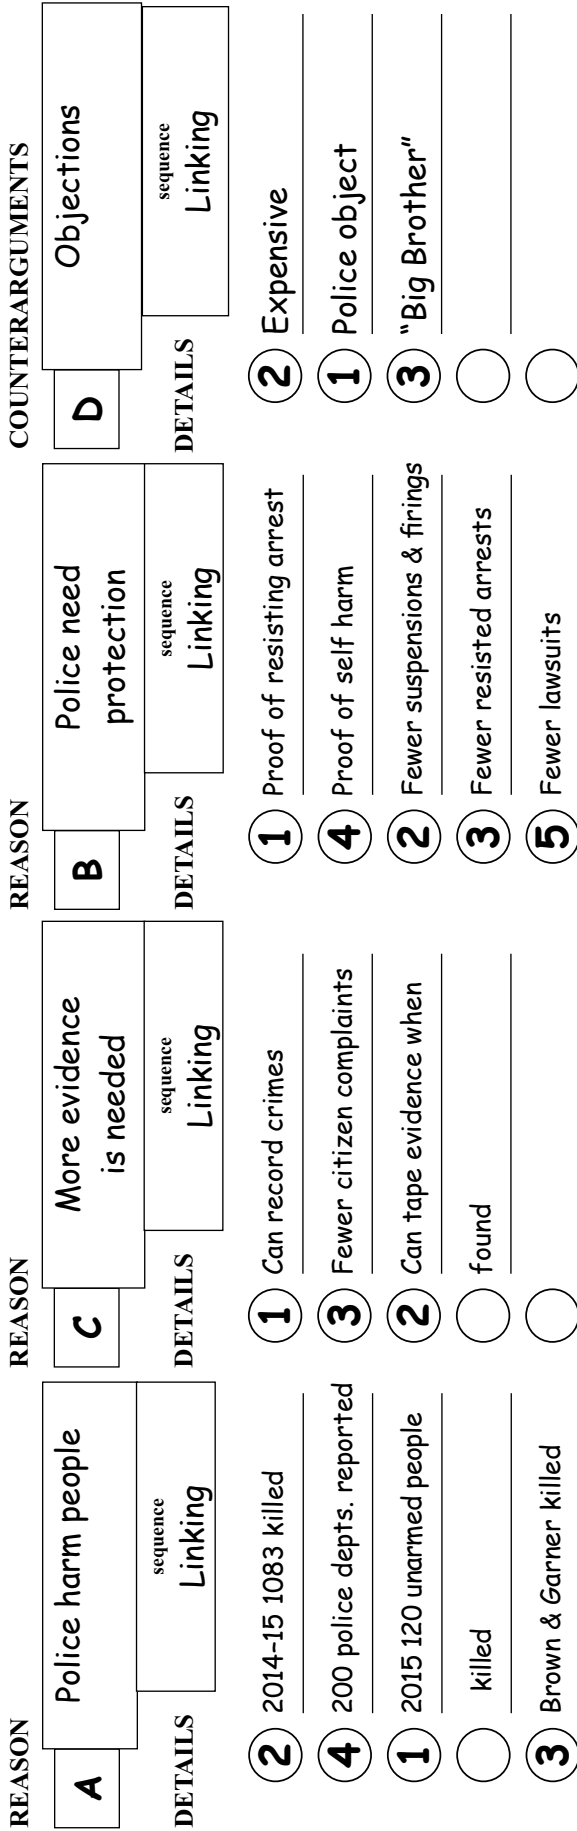 REASON
A
Police harm people
sequence
Linking
DETAILS
2 2014-15 1083 killed
4 200 police depts. reported
1 2015 120 unarmed people
killed
3 Brown & Garner killed
REASON
C
More evidence
is needed
sequence
Linking
DETAILS
1 Can record crimes
3 Fewer citizen complaints
2 Can tape evidence when
found
REASON
B
Police need
protection
sequence
Linking
DETAILS
1 Proof of resisting arrest
4 Proof of self harm
2 Fewer suspensions & firings
3 Fewer resisted arrests
5 Fewer lawsuits
COUNTERARGUMENTS
D
Objections
sequence
Linking
DETAILS
2 Expensive
1 Police object
3 “Big Brother”